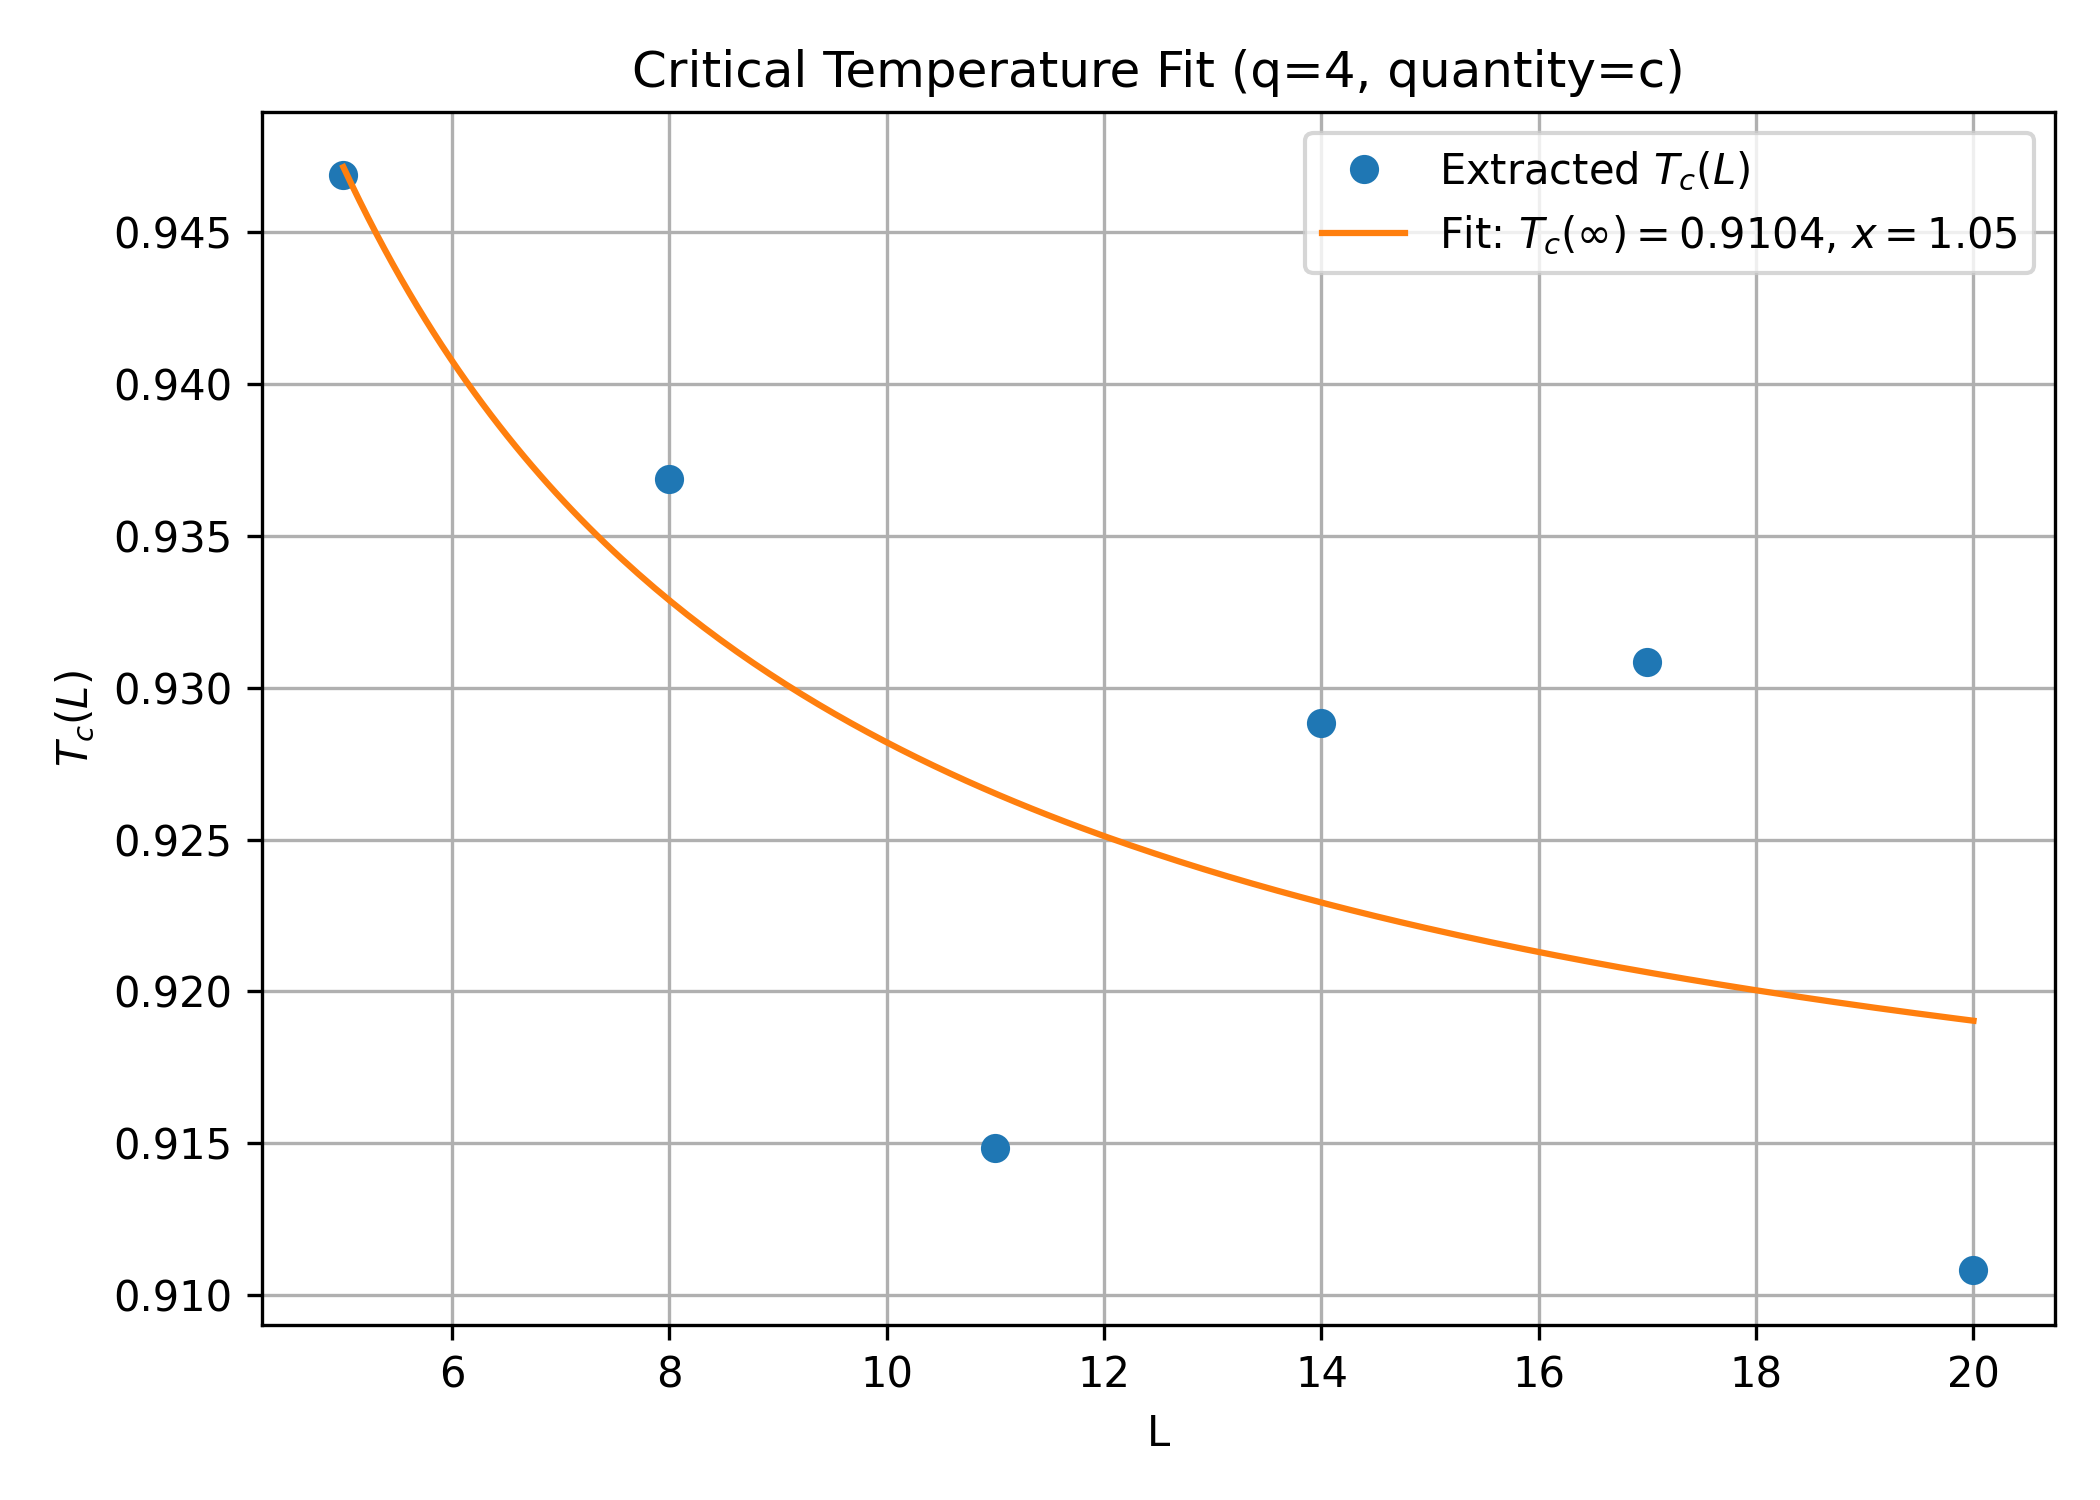 Critical Temperature Fit (q=4, quantity=c)
Extracted $T_c(L)$
Fit: $T_c(\infty) = 0.9104$, $x = 1.05$
$T_c(L)$
0.945
0.940
0.935
0.930
0.925
0.920
0.915
0.910
6 8 10 12 14 16 18 20
L